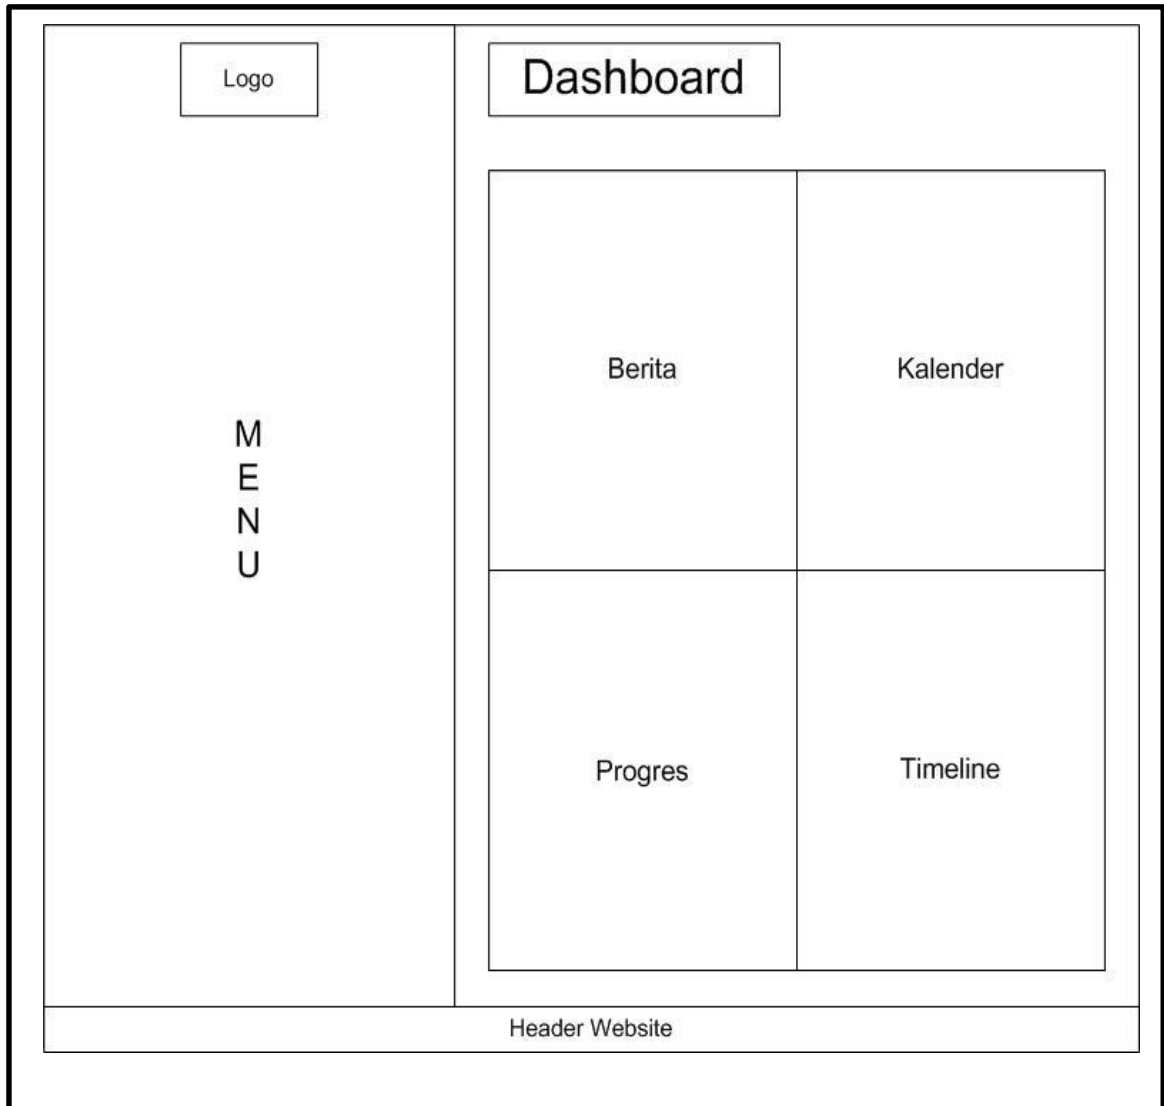 Logo
Dashboard
M
E
N
U
Berita
Kalender
Progres
Timeline
Header Website